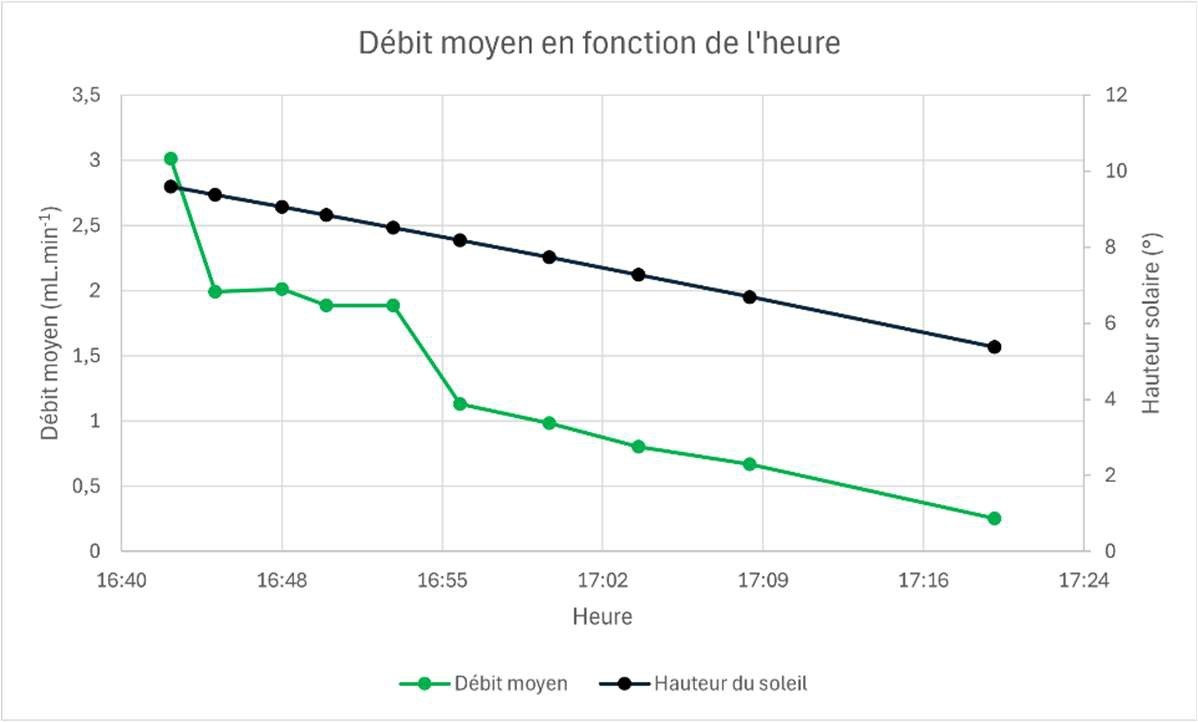 Débit moyen en fonction de l'heure
3,5
3
2,5
2
1,5
1
0,5
0
Débit moyen (mL.min⁻¹)
12
10
8
6
4
2
0
Hauteur solaire (°)
16:40 16:48 16:55 17:02 17:09 17:16 17:24
Heure
Débit moyen Hauteur du soleil